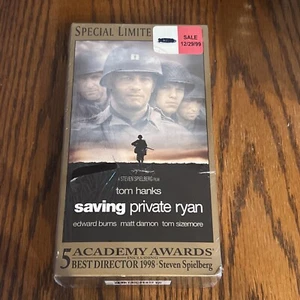 SPECIAL LIMITE
SALE
12/29/99
A STEVEN SPIELBERG FILM
tom hanks
saving private ryan
edward burns matt damon tom sizemore
5 ACADEMY AWARDS
BEST DIRECTOR 1998 Steven Spielberg